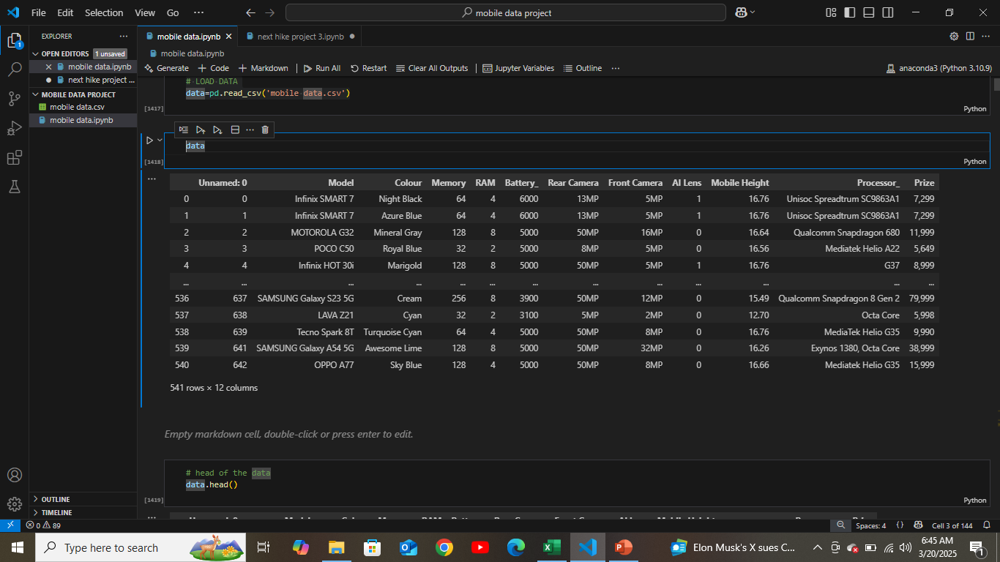 File Edit Selection View Go ··· mobile data project
EXPLORER ···
OPEN EDITORS 1 unsaved
mobile data.ipynb
next hike project ...
MOBILE DATA PROJECT
mobile data.csv
mobile data.ipynb
OUTLINE
TIMELINE
mobile data.ipynb next hike project 3.ipynb
mobile data.ipynb
Generate + Code + Markdown Run All Restart Clear All Outputs Jupyter Variables Outline ··· anaconda3 (Python 3.10.9)
# LOAD DATA
data=pd.read_csv('mobile data.csv')
[1417] Python
data
[1418] Python
Unnamed: 0 Model Colour Memory RAM Battery_ Rear Camera Front Camera AI Lens Mobile Height Processor_ Prize
0 0 Infinix SMART 7 Night Black 64 4 6000 13MP 5MP 1 16.76 Unisoc Spreadtrum SC9863A1 7,299
1 1 Infinix SMART 7 Azure Blue 64 4 6000 13MP 5MP 1 16.76 Unisoc Spreadtrum SC9863A1 7,299
2 2 MOTOROLA G32 Mineral Gray 128 8 5000 50MP 16MP 0 16.64 Qualcomm Snapdragon 680 11,999
3 3 POCO C50 Royal Blue 32 2 5000 8MP 5MP 0 16.56 Mediatek Helio A22 5,649
4 4 Infinix HOT 30i Marigold 128 8 5000 50MP 5MP 1 16.76 G37 8,999
... ... ... ... ... ... ... ... ... ... ... ... ...
536 637 SAMSUNG Galaxy S23 5G Cream 256 8 3900 50MP 12MP 0 15.49 Qualcomm Snapdragon 8 Gen 2 79,999
537 638 LAVA Z21 Cyan 32 2 3100 5MP 2MP 0 12.70 Octa Core 5,998
538 639 Tecno Spark 8T Turquoise Cyan 64 4 5000 50MP 8MP 0 16.76 MediaTek Helio G35 9,990
539 641 SAMSUNG Galaxy A54 5G Awesome Lime 128 8 5000 50MP 32MP 0 16.26 Exynos 1380, Octa Core 38,999
540 642 OPPO A77 Sky Blue 128 4 5000 50MP 8MP 0 16.66 Mediatek Helio G35 15,999
541 rows × 12 columns
Empty markdown cell, double-click or press enter to edit.
# head of the data
data.head()
[1419] Python
0 89 Spaces: 4 {} Cell 3 of 144
Type here to search Elon Musk's X sues C... 6:45 AM
3/20/2025 1